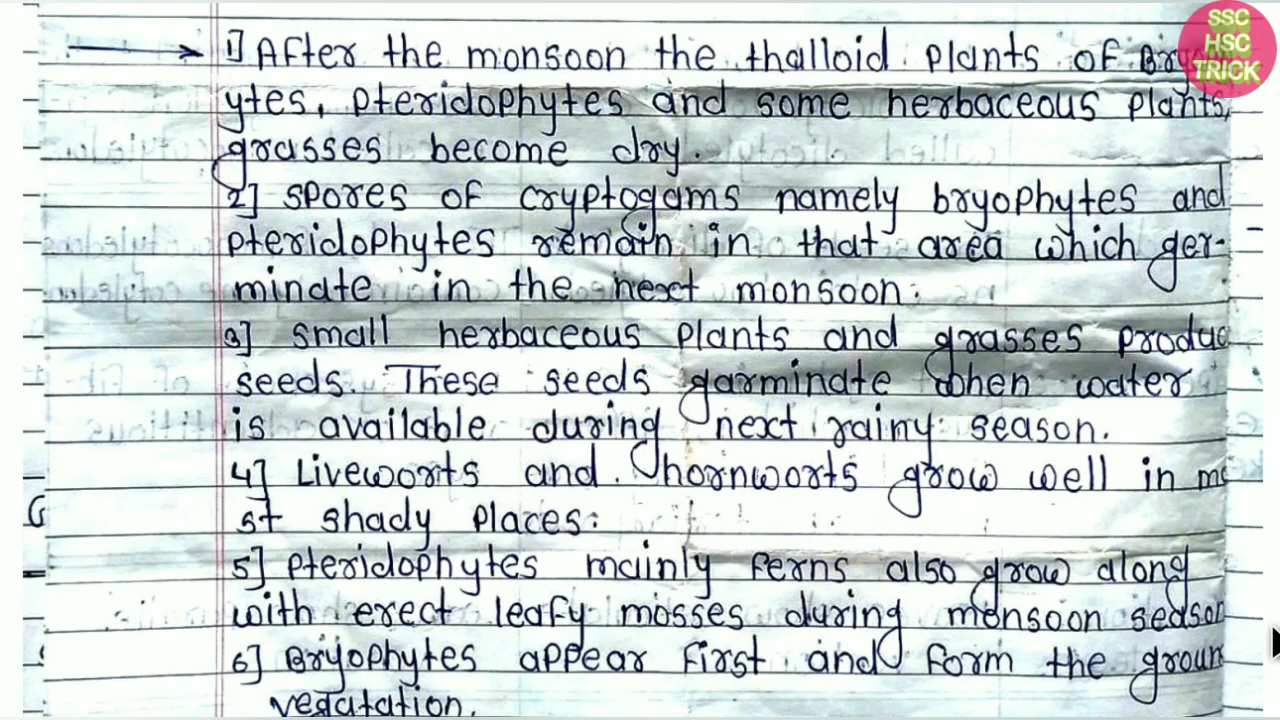 1] After the monsoon the thalloid plants of Bry
ytes, pteridophytes and some herbaceous plants,
grasses become dry.
2] spores of cryptogams namely bryophytes and
pteridophytes remain in that area which ger-
minate in the next monsoon.
3] small herbaceous plants and grasses produc
seeds. These seeds garminate when water
is available during next rainy season.
4] Liveworts and hornworts grow well in mo
st shady places.
5] pteridophytes mainly ferns also grow along
with erect leafy mosses during monsoon season
6] Bryophytes appear first and form the groun
vegatation.
SSC
HSC
TRICK